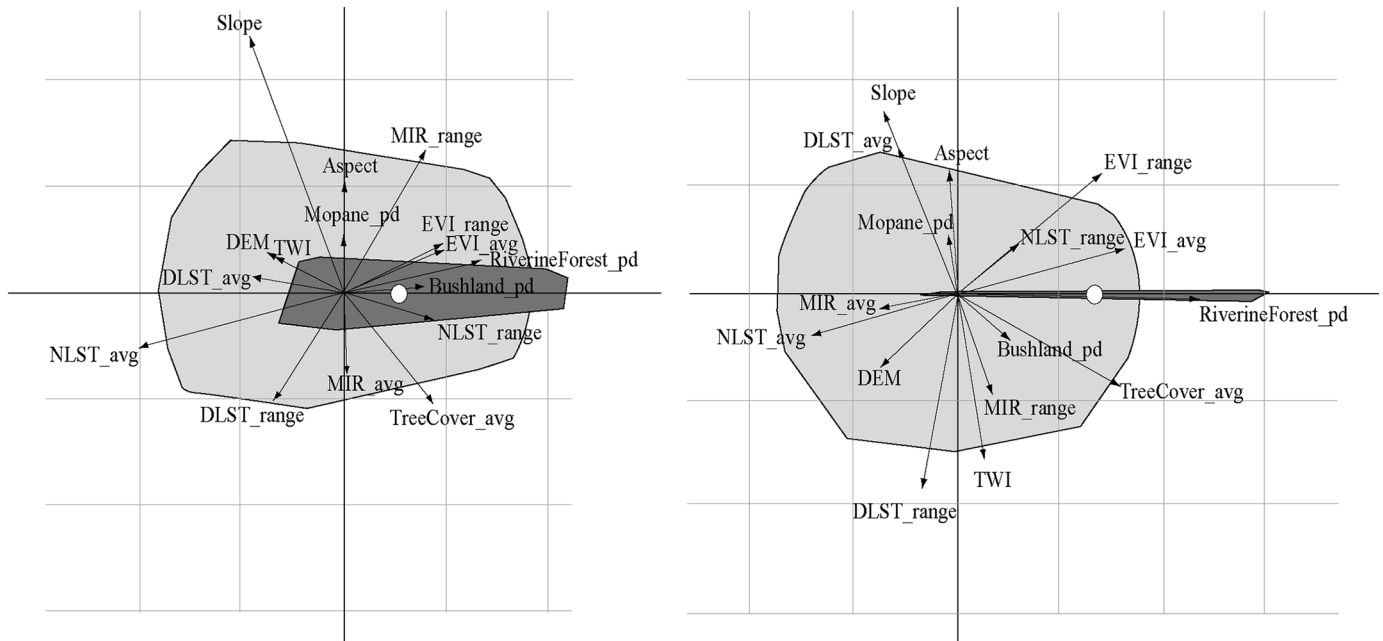 Slope
MIR_range
Aspect
Mopane_pd
EVI_range
DEM
TWI
EVI_avg
RiverineForest_pd
DLST_avg
Bushland_pd
NLST_range
NLST_avg
MIR_avg
DLST_range
TreeCover_avg
Slope
DLST_avg
Aspect
EVI_range
Mopane_pd
NLST_range
EVI_avg
MIR_avg
RiverineForest_pd
NLST_avg
Bushland_pd
DEM
TreeCover_avg
MIR_range
TWI
DLST_range